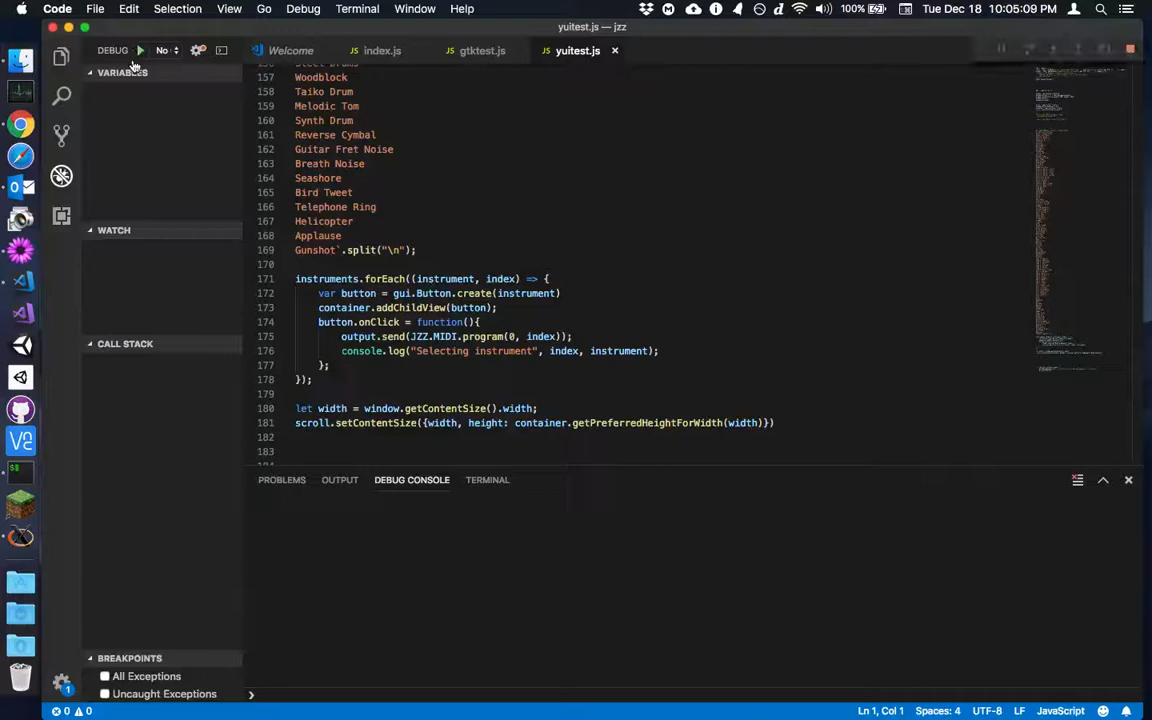 Code File Edit Selection View Go Debug Terminal Window Help 100% Tue Dec 18 10:05:09 PM
yuitest.js — jzz
DEBUG No Welcome JS index.js JS gtktest.js JS yuitest.js ×
VARIABLES
WATCH
CALL STACK
BREAKPOINTS
All Exceptions
Uncaught Exceptions
157 Woodblock
158 Taiko Drum
159 Melodic Tom
160 Synth Drum
161 Reverse Cymbal
162 Guitar Fret Noise
163 Breath Noise
164 Seashore
165 Bird Tweet
166 Telephone Ring
167 Helicopter
168 Applause
169 Gunshot`.split("\n");
170
171 instruments.forEach((instrument, index) => {
172 var button = gui.Button.create(instrument)
173 container.addChildView(button);
174 button.onClick = function(){
175 output.send(JZZ.MIDI.program(0, index));
176 console.log("Selecting instrument", index, instrument);
177 };
178 });
179
180 let width = window.getContentSize().width;
181 scroll.setContentSize({width, height: container.getPreferredHeightForWidth(width)})
182
183
PROBLEMS OUTPUT DEBUG CONSOLE TERMINAL
1
0 0 Ln 1, Col 1 Spaces: 4 UTF-8 LF JavaScript